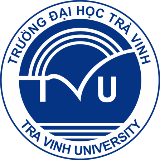 TRƯỜNG ĐẠI HỌC TRÀ VINH
TVU
TRA VINH UNIVERSITY